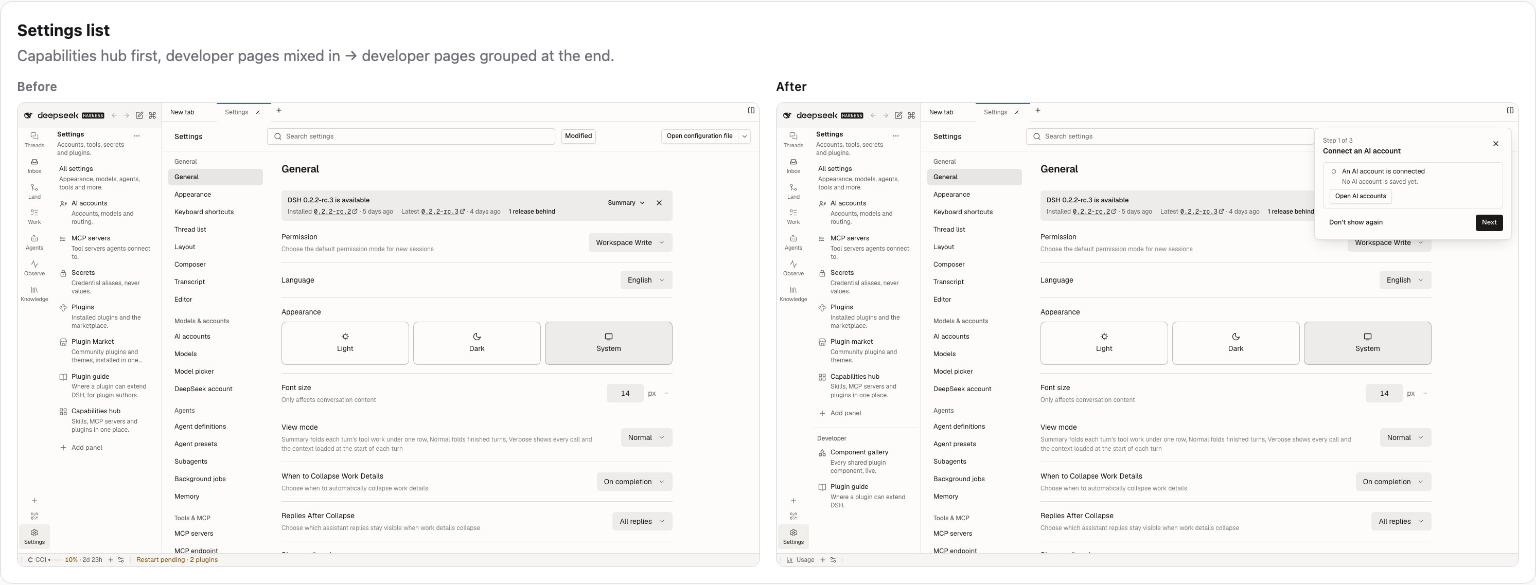 Settings list
Capabilities hub first, developer pages mixed in → developer pages grouped at the end.
Before
deepseek HARNESS
New tab
Settings
Threads
Inbox
Land
Work
Agents
Observe
Knowledge
Settings
Settings
Accounts, tools, secrets
and plugins.
All settings
Appearance, models, agents,
tools and more.
AI accounts
Accounts, models and
routing.
MCP servers
Tool servers agents connect
to.
Secrets
Credential aliases, never
values.
Plugins
Installed plugins and the
marketplace.
Plugin Market
Community plugins and
themes, installed in one...
Plugin guide
Where a plugin can extend
DSH, for plugin authors.
Capabilities hub
Skills, MCP servers and
plugins in one place.
Add panel
Settings
Search settings
Modified
Open configuration file
General
General
Appearance
Keyboard shortcuts
Thread list
Layout
Composer
Transcript
Editor
Models & accounts
AI accounts
Models
Model picker
DeepSeek account
Agents
Agent definitions
Agent presets
Subagents
Background jobs
Memory
Tools & MCP
MCP servers
MCP endpoint
General
DSH 0.2.2-rc.3 is available
Installed 0.2.2-rc.2 · 5 days ago Latest 0.2.2-rc.3 · 4 days ago 1 release behind
Summary
Permission
Choose the default permission mode for new sessions
Workspace Write
Language
English
Appearance
Light
Dark
System
Font size
Only affects conversation content
14 px
View mode
Summary folds each turn's tool work under one row, Normal folds finished turns, Verbose shows every call and
the context loaded at the start of each turn
Normal
When to Collapse Work Details
Choose when to automatically collapse work details
On completion
Replies After Collapse
Choose which assistant replies stay visible when work details collapse
All replies
CCI 10% · 2d 23h
Restart pending · 2 plugins
After
deepseek HARNESS
New tab
Settings
Threads
Inbox
Land
Work
Agents
Observe
Knowledge
Settings
Settings
Accounts, tools, secrets
and plugins.
All settings
Appearance, models, agents,
tools and more.
AI accounts
Accounts, models and
routing.
MCP servers
Tool servers agents connect
to.
Secrets
Credential aliases, never
values.
Plugins
Installed plugins and the
marketplace.
Plugin market
Community plugins and
themes.
Capabilities hub
Skills, MCP servers and
plugins in one place.
Add panel
Developer
Component gallery
Every shared plugin
component, live.
Plugin guide
Where a plugin can extend
DSH.
Settings
Search settings
General
General
Appearance
Keyboard shortcuts
Thread list
Layout
Composer
Transcript
Editor
Models & accounts
AI accounts
Models
Model picker
DeepSeek account
Agents
Agent definitions
Agent presets
Subagents
Background jobs
Memory
Tools & MCP
MCP servers
MCP endpoint
General
DSH 0.2.2-rc.3 is available
Installed 0.2.2-rc.2 · 5 days ago Latest 0.2.2-rc.3 · 4 days ago 1 release behind
Step 1 of 3
Connect an AI account
An AI account is connected
No AI account is saved yet.
Open AI accounts
Don't show again
Next
Permission
Choose the default permission mode for new sessions
Workspace Write
Language
English
Appearance
Light
Dark
System
Font size
Only affects conversation content
14 px
View mode
Summary folds each turn's tool work under one row, Normal folds finished turns, Verbose shows every call and
the context loaded at the start of each turn
Normal
When to Collapse Work Details
Choose when to automatically collapse work details
On completion
Replies After Collapse
Choose which assistant replies stay visible when work details collapse
All replies
Usage